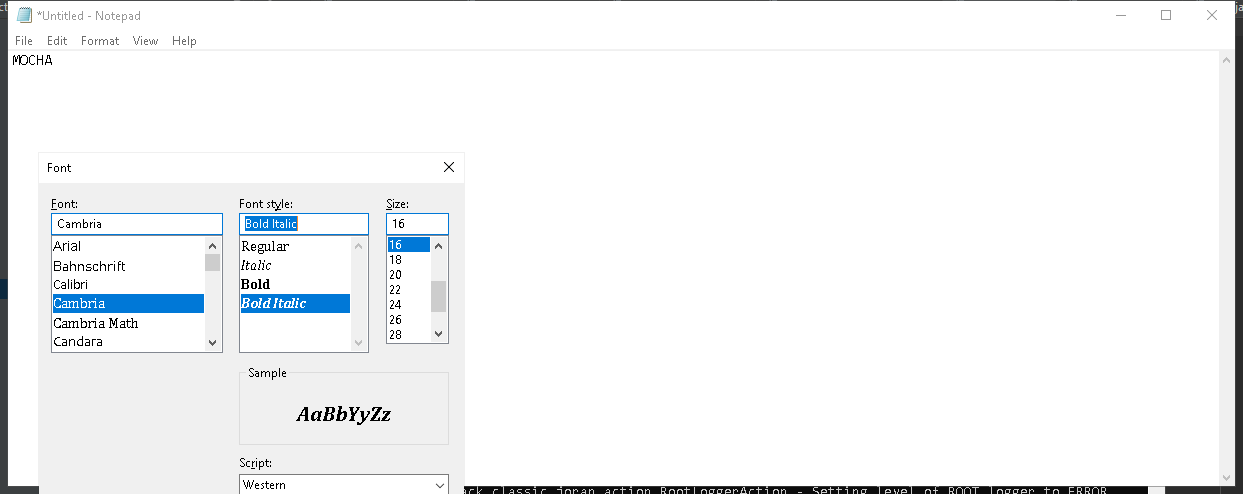 *Untitled - Notepad
File Edit Format View Help
MOCHA
Font
Font: Font style: Size:
Cambria Bold Italic 16
Arial Regular 16
Bahnschrift Italic 18
Calibri Bold 20
Cambria Bold Italic 22
Cambria Math 24
Candara 26
28
Sample
AaBbYyZz
Script:
Western
ack classic joran action RootLoggerAction - Setting level of ROOT logger to ERROR